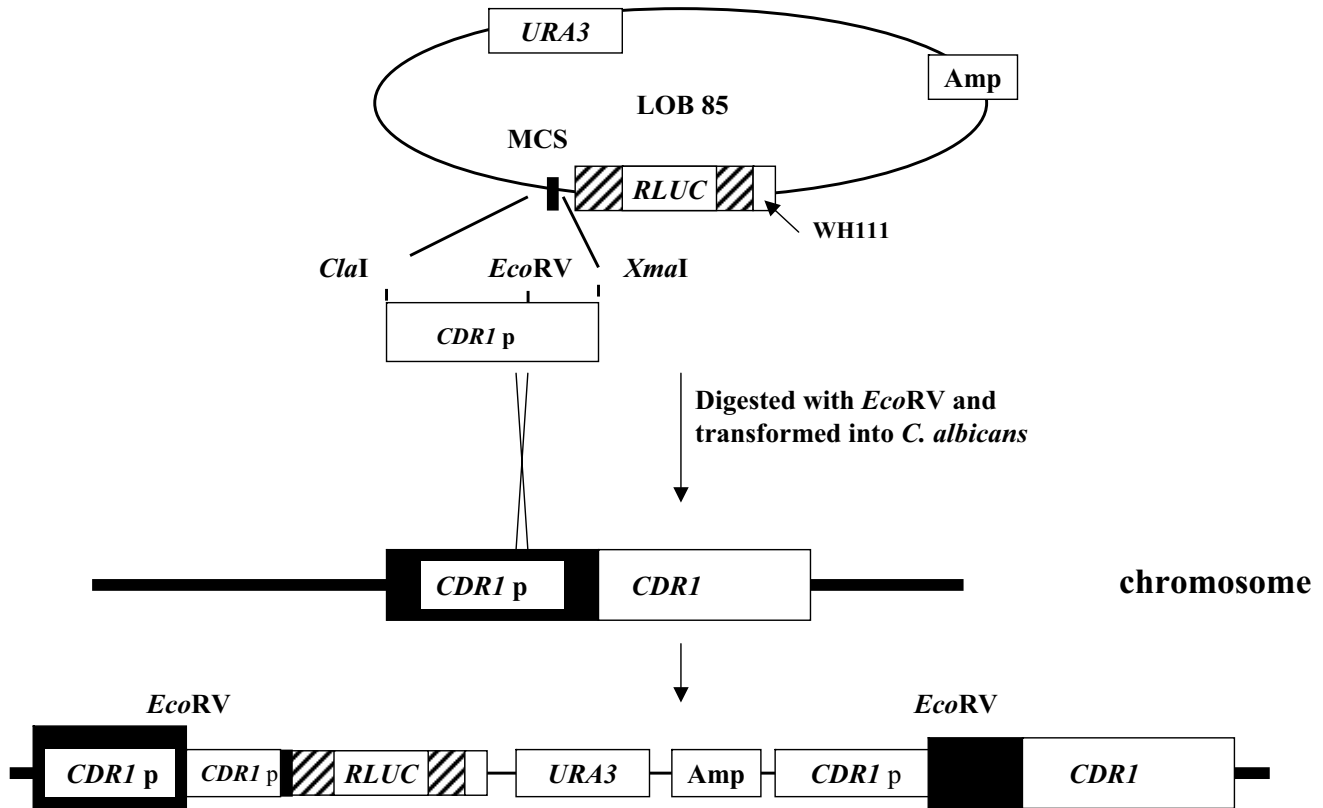 URA3
Amp
LOB 85
MCS
RLUC
WH111
ClaI
EcoRV
XmaI
CDR1 p
Digested with EcoRV and
transformed into C. albicans
CDR1 p
CDR1
chromosome
EcoRV
EcoRV
CDR1 p
CDR1 p
RLUC
URA3
Amp
CDR1 p
CDR1